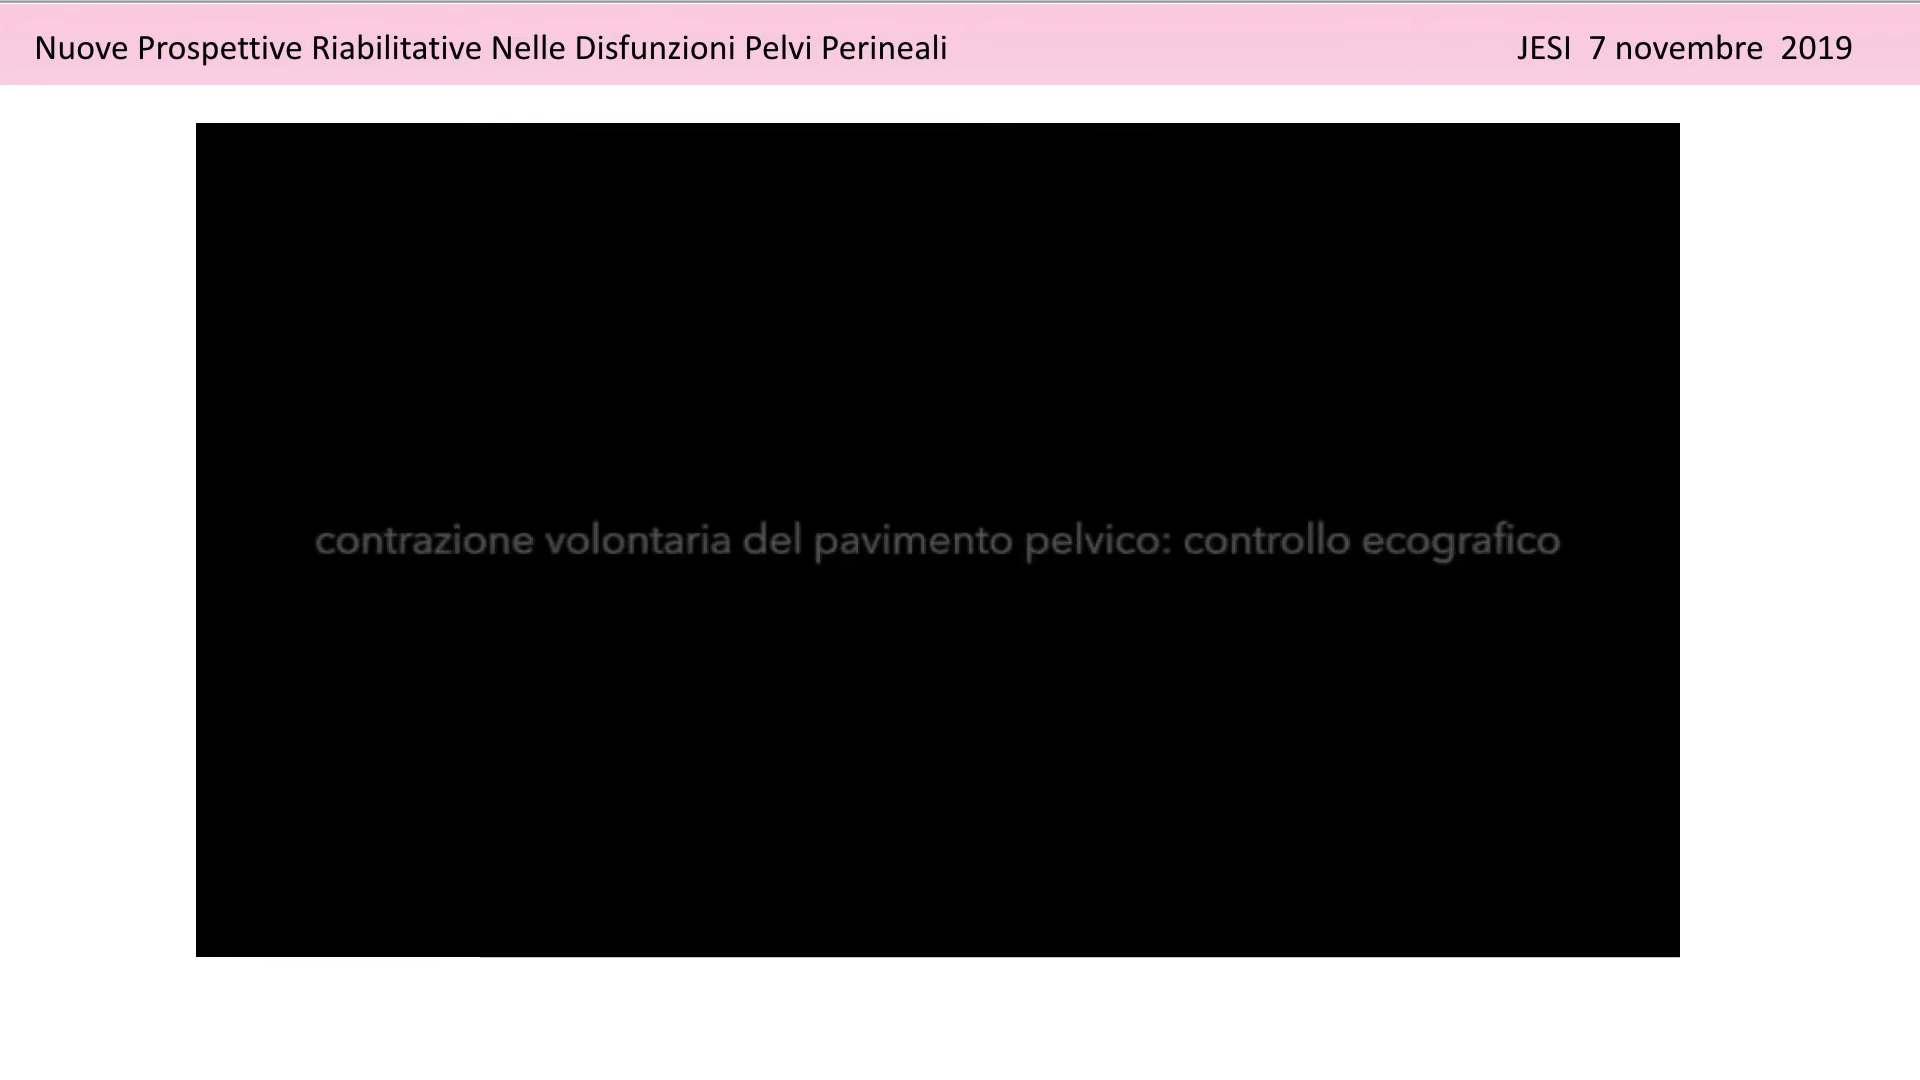 Nuove Prospettive Riabilitative Nelle Disfunzioni Pelvi Perineali JESI 7 novembre 2019
contrazione volontaria del pavimento pelvico: controllo ecografico